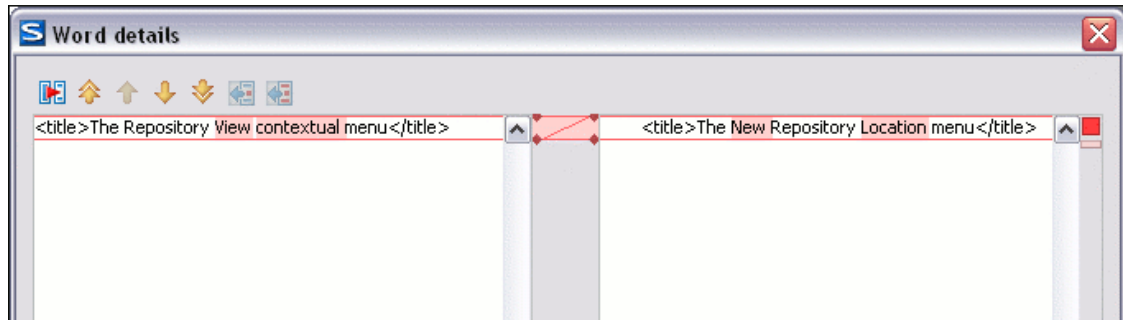 Word details
<title>The Repository View contextual menu</title>
<title>The New Repository Location menu</title>